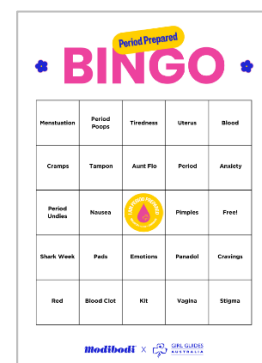 Period Prepared
BINGO
Menstuation
Period
Poops
Tiredness
Uterus
Blood
Cramps
Tampon
Aunt Flo
Period
Anxiety
Period
Undies
Nausea
Pimples
Free!
Shark Week
Pads
Emotions
Panadol
Cravings
Red
Blood Clot
Kit
Vagina
Stigma
modibodi X GIRL GUIDES
AUSTRALIA